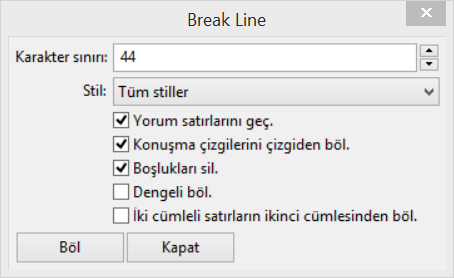 Break Line
Karakter sınırı: 44
Stil: Tüm stiller
Yorum satırlarını geç.
Konuşma çizgilerini çizgiden böl.
Boşlukları sil.
Dengeli böl.
İki cümleli satırların ikinci cümlesinden böl.
Böl Kapat